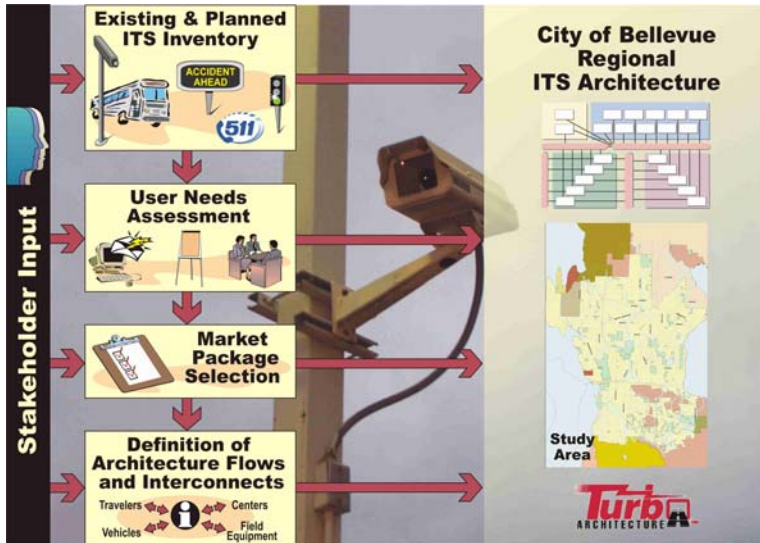 Stakeholder Input
Existing & Planned
ITS Inventory
ACCIDENT
AHEAD
511
User Needs
Assessment
Market
Package
Selection
Definition of
Architecture Flows
and Interconnects
Travelers
Centers
Vehicles
Field
Equipment
i
City of Bellevue
Regional
ITS Architecture
Study
Area
Turbo
ARCHITECTURE